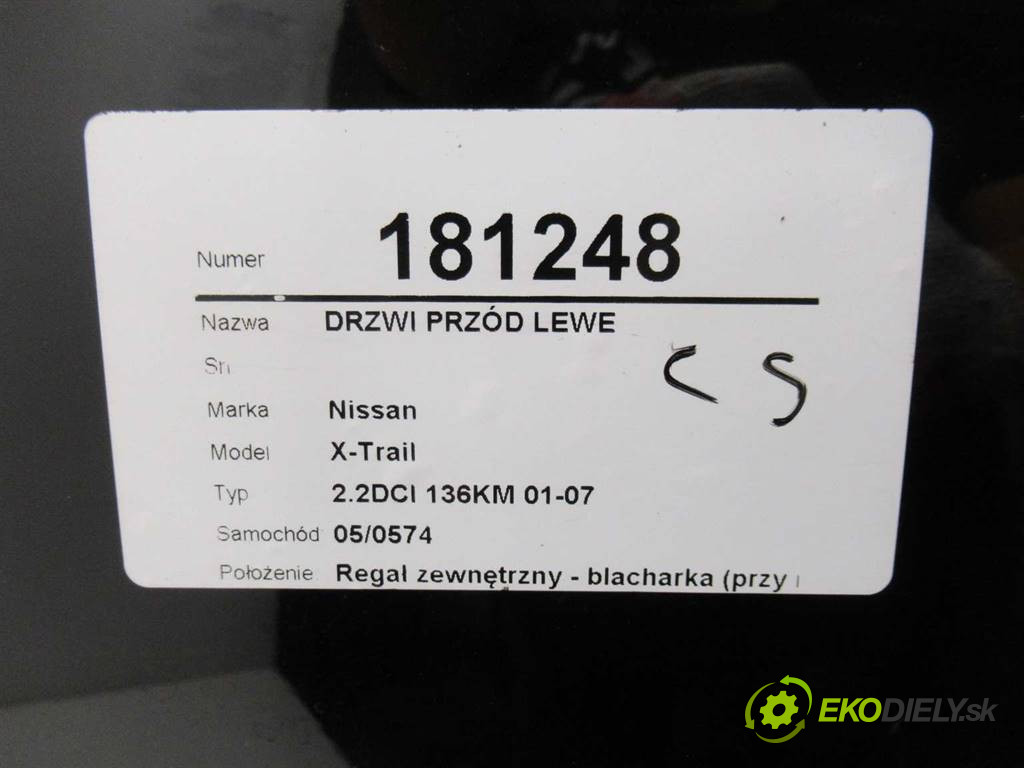 Numer 181248
Nazwa DRZWI PRZÓD LEWE
Sn
Marka Nissan
Model X-Trail
Typ 2.2DCI 136KM 01-07
Samochód 05/0574
Położenie Regał zewnętrzny - blacharka (przy
EKODIELY.sk